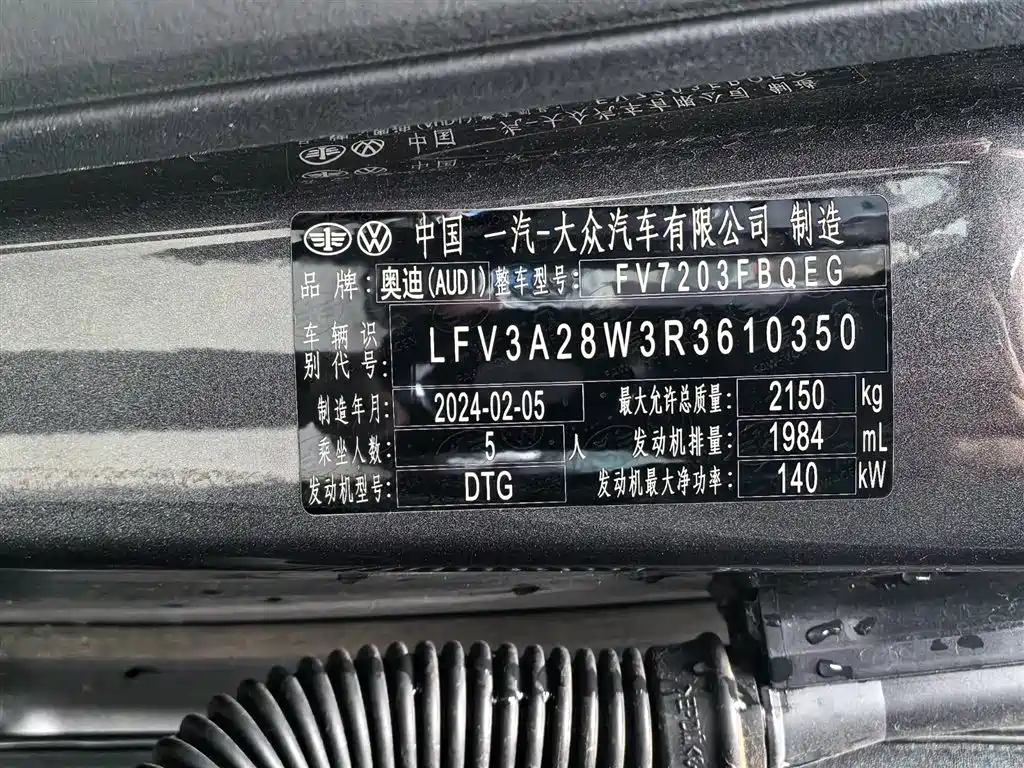 中国 一汽-大众汽车有限公司 制造
品 牌: 奥迪(AUDI) 整车型号: FV7203FBQEG
车辆识别代号: LFV3A28W3R3610350
制造年月: 2024-02-05 最大允许总质量: 2150 kg
乘坐人数: 5 人 发动机排量: 1984 mL
发动机型号: DTG 发动机最大净功率: 140 kW